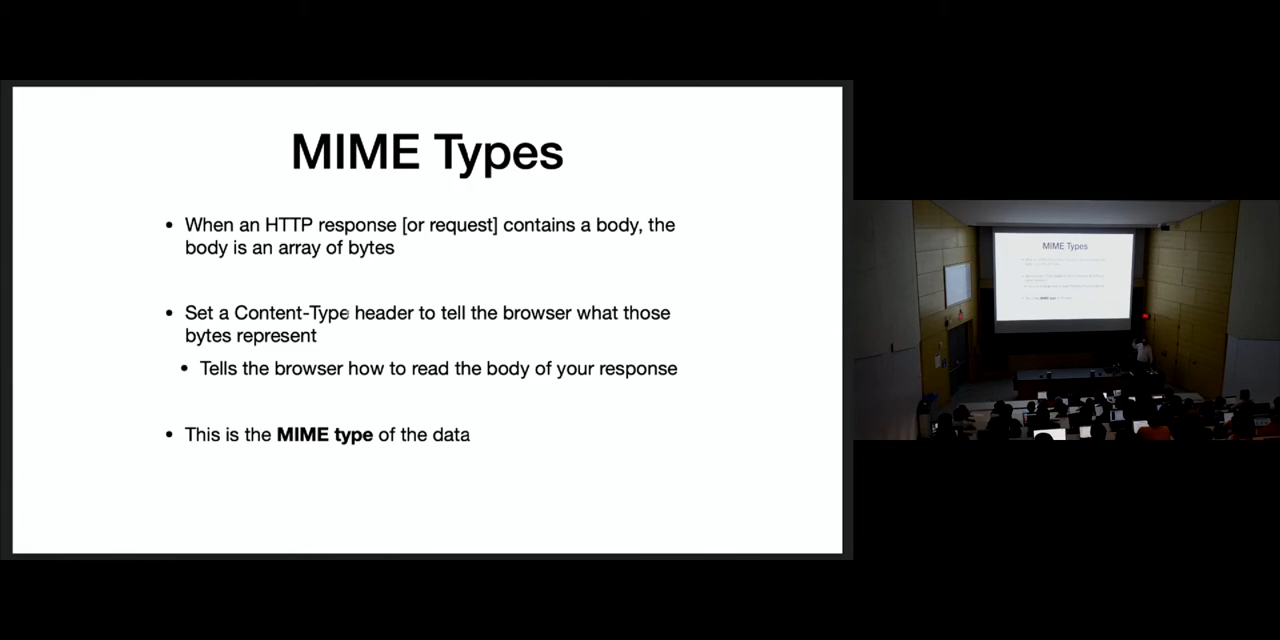 MIME Types
• When an HTTP response [or request] contains a body, the
body is an array of bytes
• Set a Content-Type header to tell the browser what those
bytes represent
• Tells the browser how to read the body of your response
• This is the MIME type of the data
MIME Types